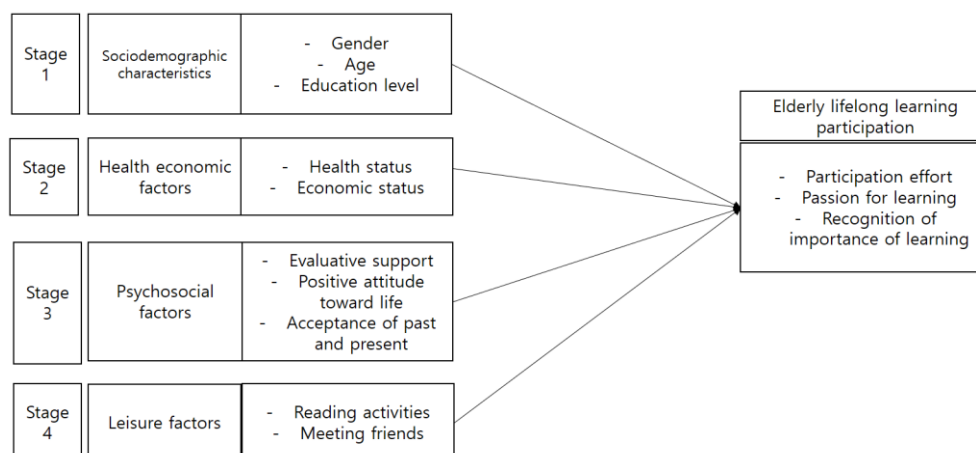 Stage
1
Sociodemographic
characteristics
- Gender
- Age
- Education level
Stage
2
Health economic
factors
- Health status
- Economic status
Stage
3
Psychosocial
factors
- Evaluative support
- Positive attitude
toward life
- Acceptance of past
and present
Stage
4
Leisure factors
- Reading activities
- Meeting friends
Elderly lifelong learning
participation
- Participation effort
- Passion for learning
- Recognition of
importance of learning